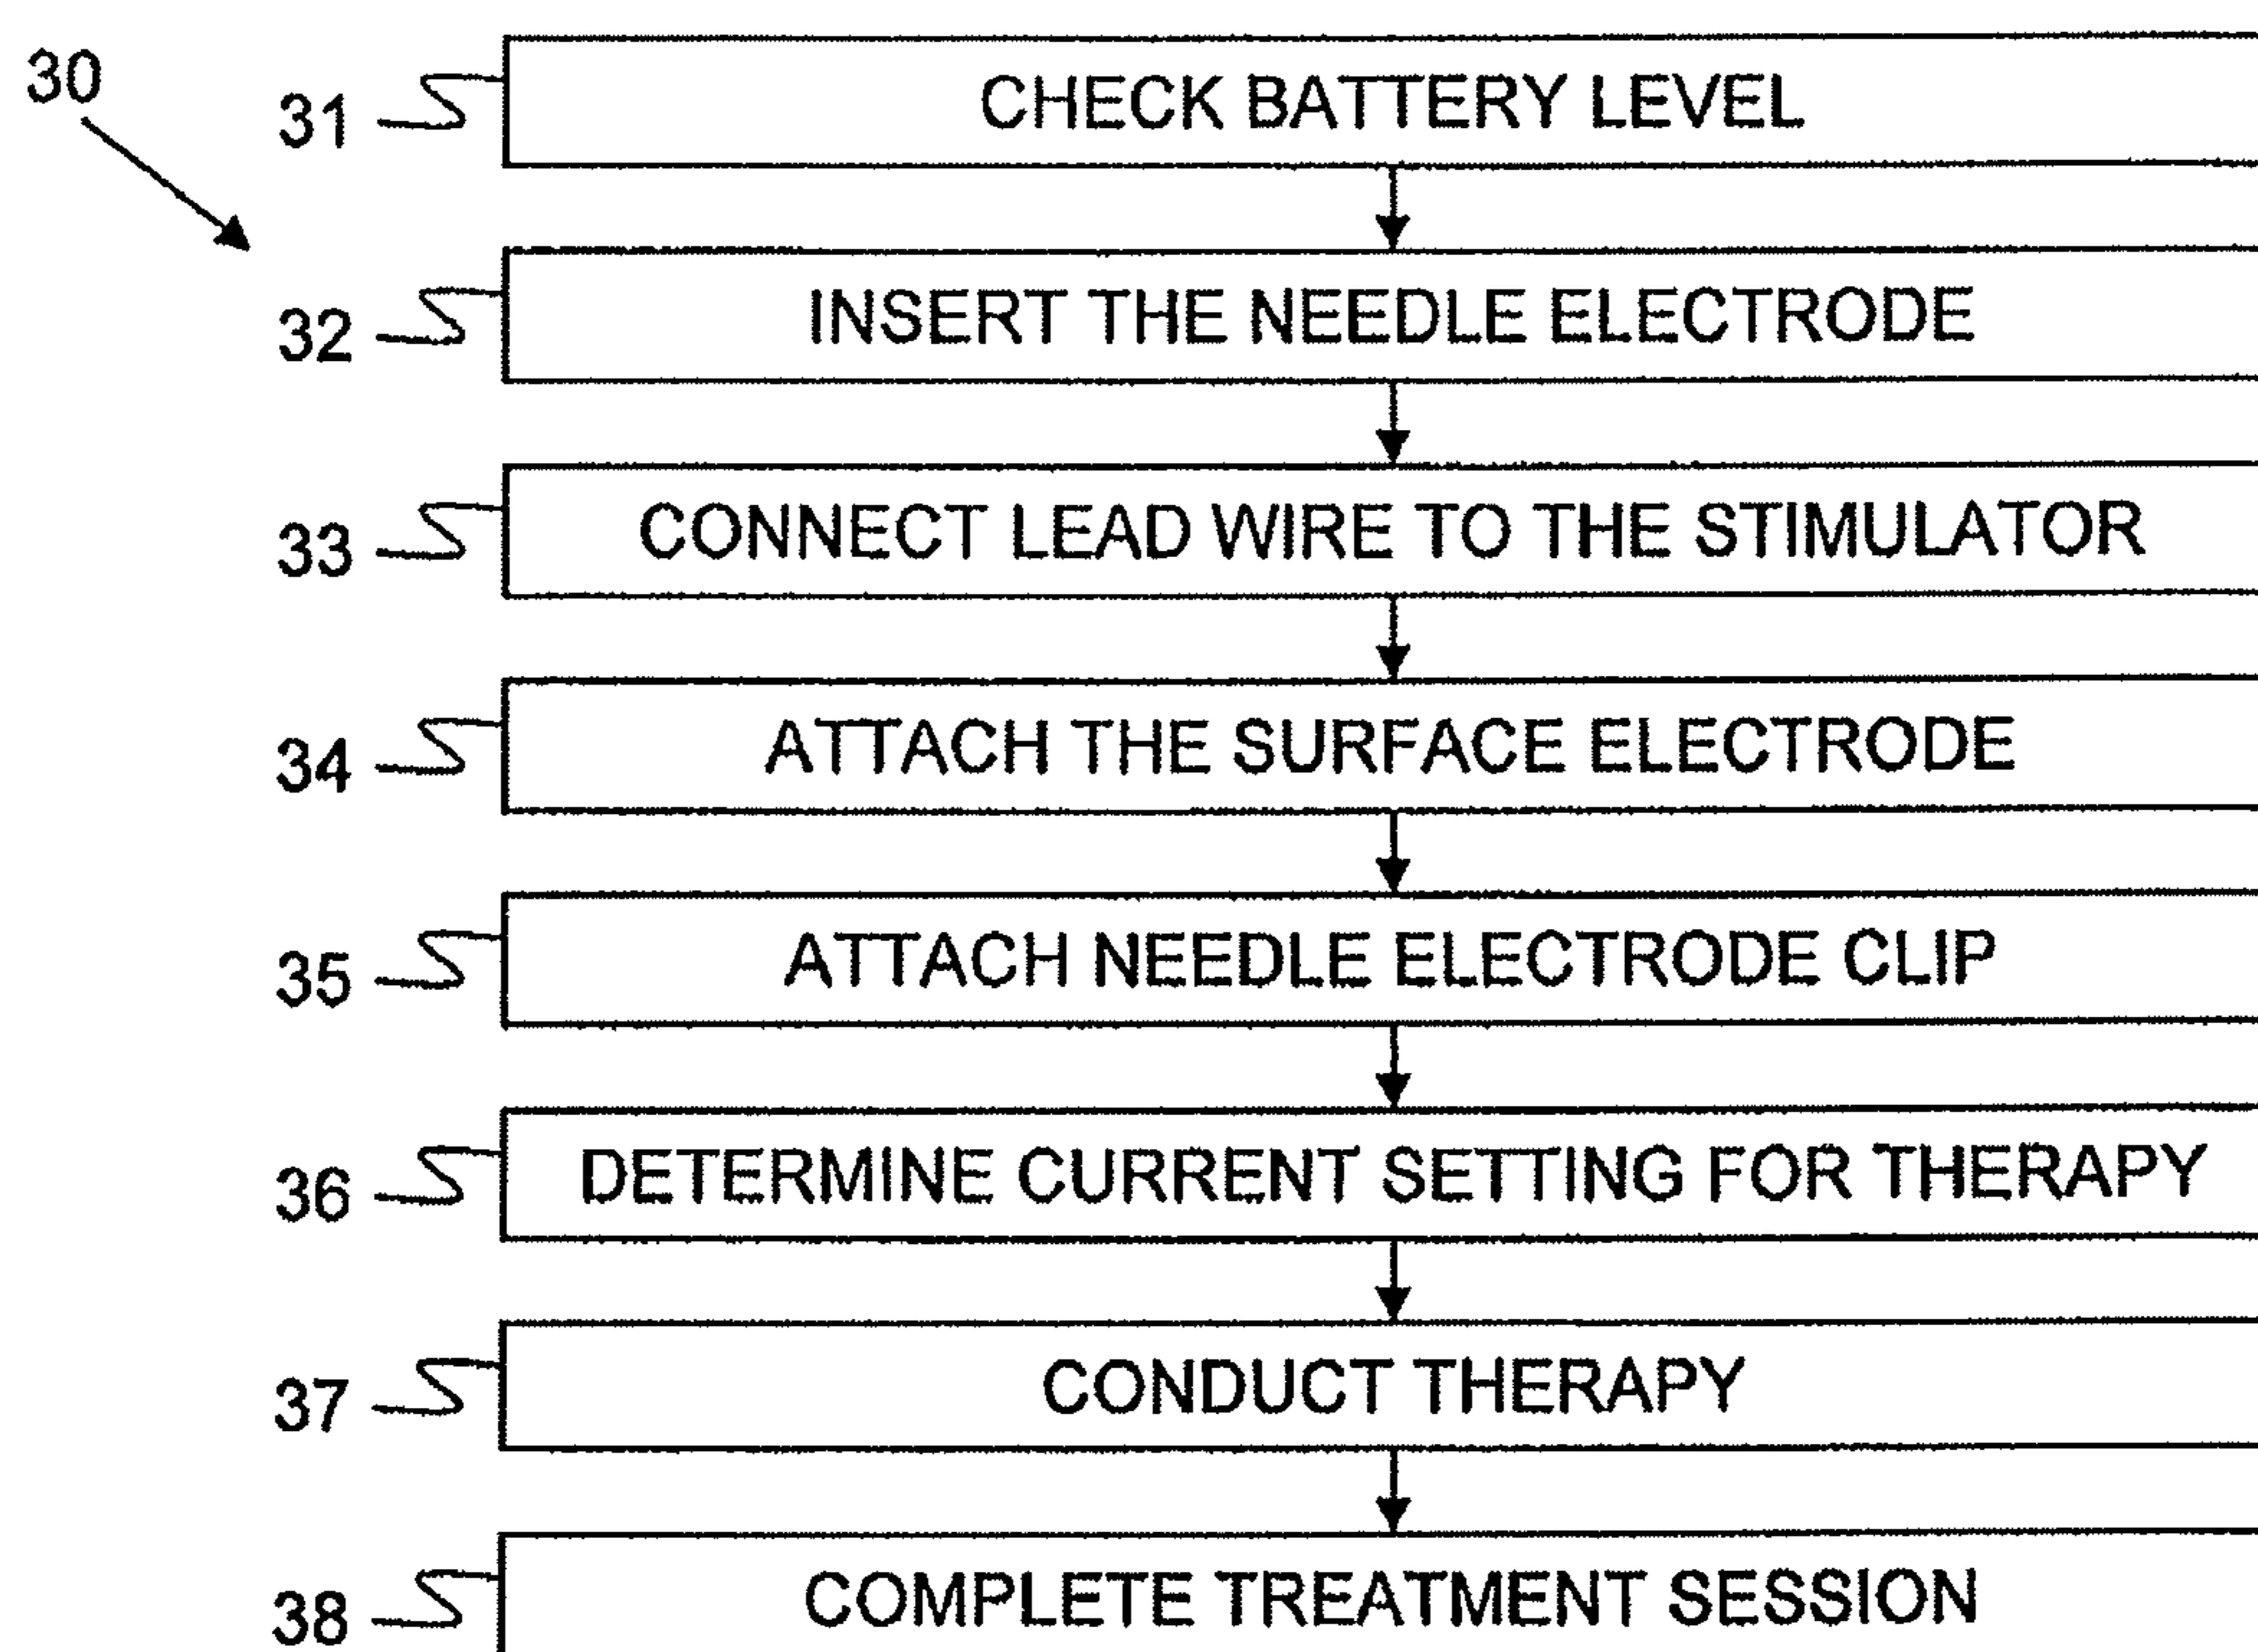 30
31 CHECK BATTERY LEVEL
32 INSERT THE NEEDLE ELECTRODE
33 CONNECT LEAD WIRE TO THE STIMULATOR
34 ATTACH THE SURFACE ELECTRODE
35 ATTACH NEEDLE ELECTRODE CLIP
36 DETERMINE CURRENT SETTING FOR THERAPY
37 CONDUCT THERAPY
38 COMPLETE TREATMENT SESSION